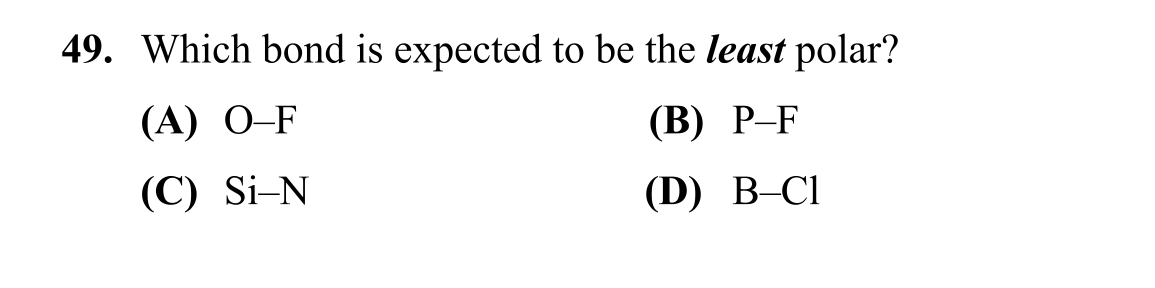 49. Which bond is expected to be the least polar?
(A) O–F (B) P–F
(C) Si–N (D) B–Cl